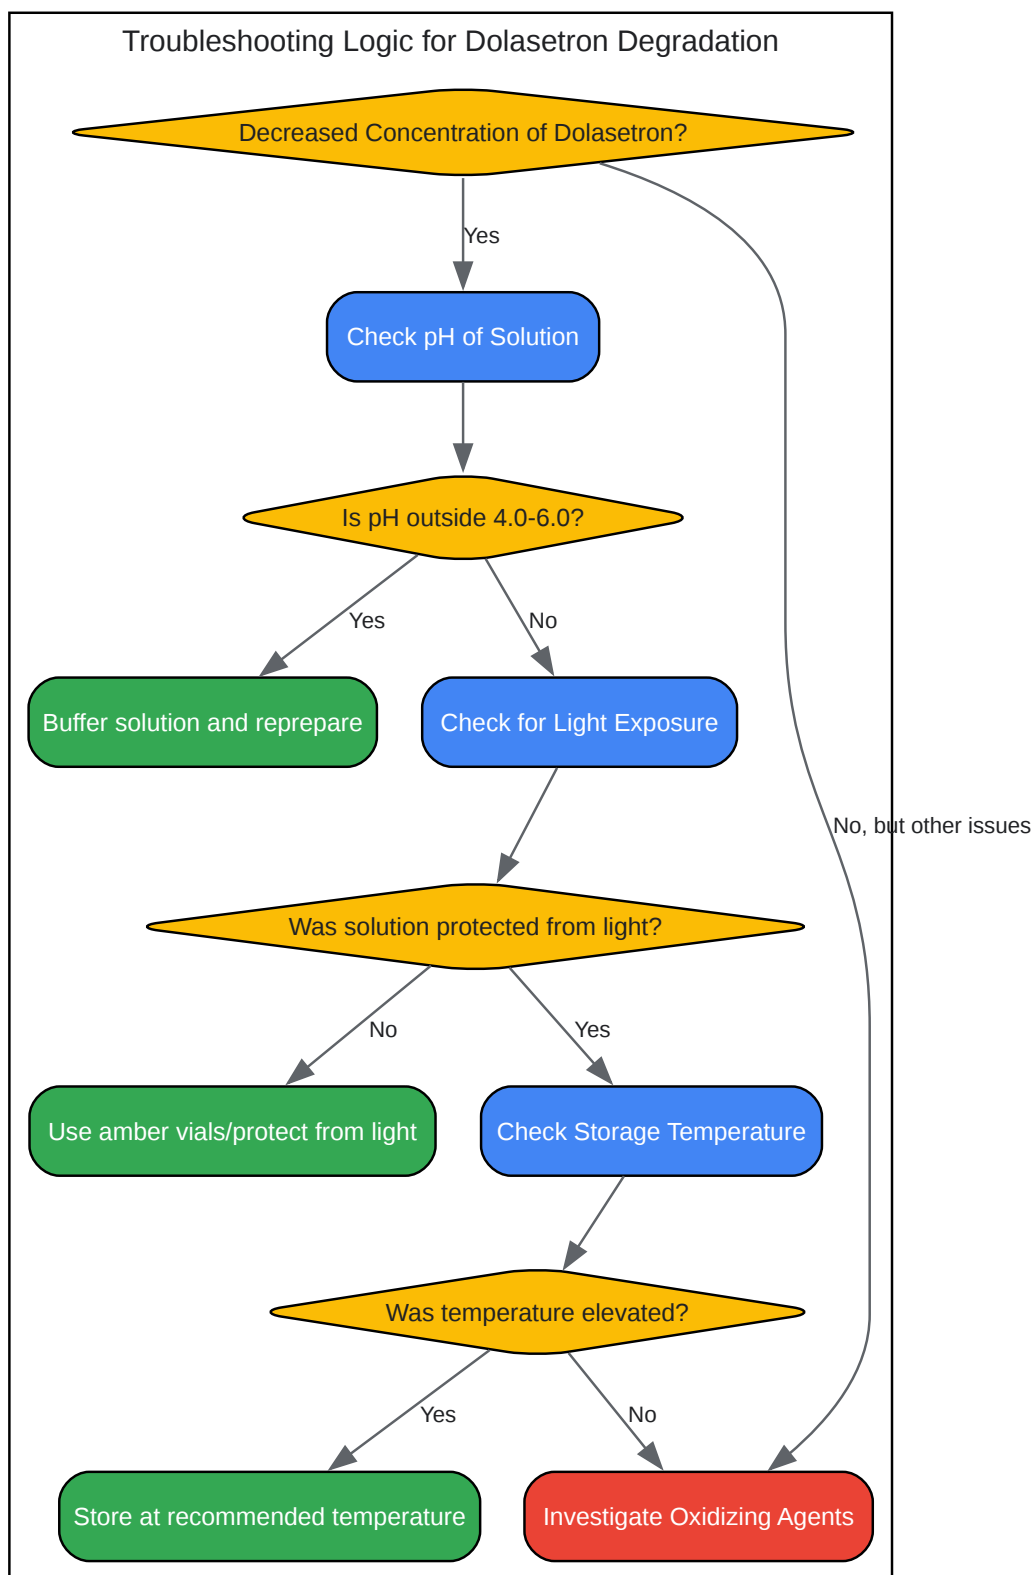 Troubleshooting Logic for Dolasetron Degradation
Decreased Concentration of Dolasetron?
Yes
Check pH of Solution
Is pH outside 4.0-6.0?
Yes
No
Buffer solution and reprepare
Check for Light Exposure
No, but other issues
Was solution protected from light?
No
Yes
Use amber vials/protect from light
Check Storage Temperature
Was temperature elevated?
Yes
No
Store at recommended temperature
Investigate Oxidizing Agents